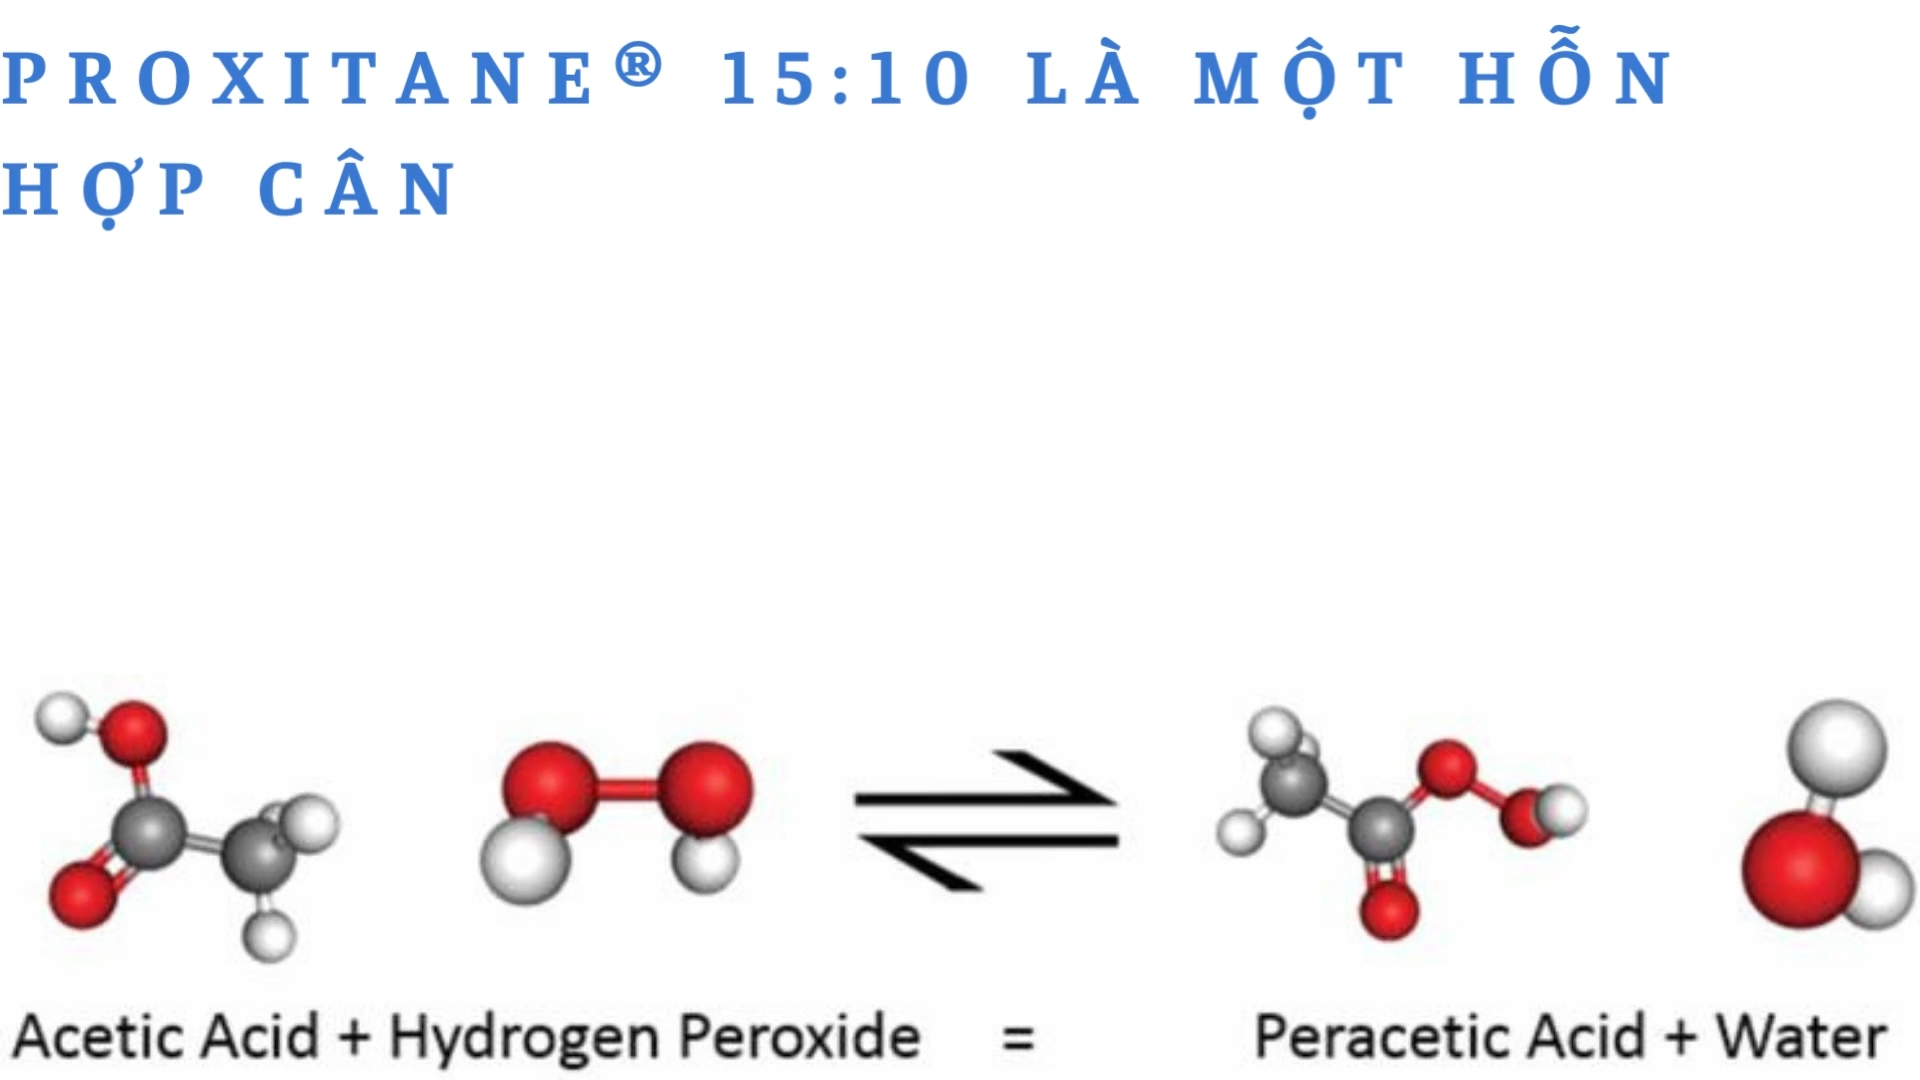 PROXITANE® 15:10 LÀ MỘT HỖN
HỢP CÂN
Acetic Acid + Hydrogen Peroxide = Peracetic Acid + Water